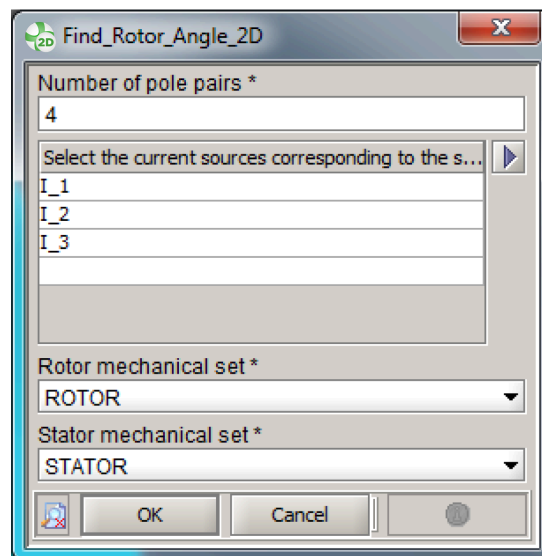 2D Find_Rotor_Angle_2D
Number of pole pairs *
4
Select the current sources corresponding to the s...
I_1
I_2
I_3
Rotor mechanical set *
ROTOR
Stator mechanical set *
STATOR
OK Cancel